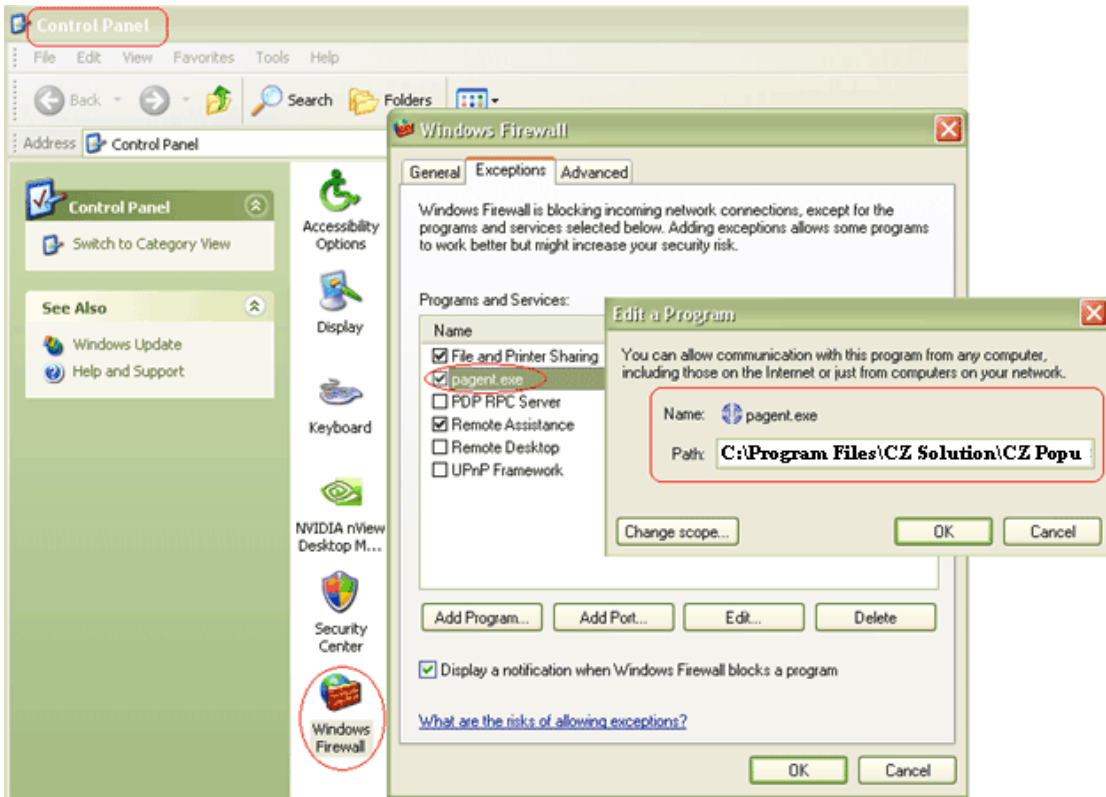 Control Panel
File Edit View Favorites Tools Help
Back Search Folders
Address Control Panel
Control Panel
Switch to Category View
See Also
Windows Update
Help and Support
Accessibility
Options
Display
Keyboard
NVIDIA nView
Desktop M...
Security
Center
Windows
Firewall
Windows Firewall
General Exceptions Advanced
Windows Firewall is blocking incoming network connections, except for the
programs and services selected below. Adding exceptions allows some programs
to work better but might increase your security risk.
Programs and Services:
Name
File and Printer Sharing
pagent.exe
PDP RPC Server
Remote Assistance
Remote Desktop
UPnP Framework
Add Program... Add Port... Edit... Delete
Display a notification when Windows Firewall blocks a program
What are the risks of allowing exceptions?
OK Cancel
Edit a Program
You can allow communication with this program from any computer,
including those on the Internet or just from computers on your network.
Name: pagent.exe
Path: C:\Program Files\CZ Solution\CZ Popu
Change scope... OK Cancel